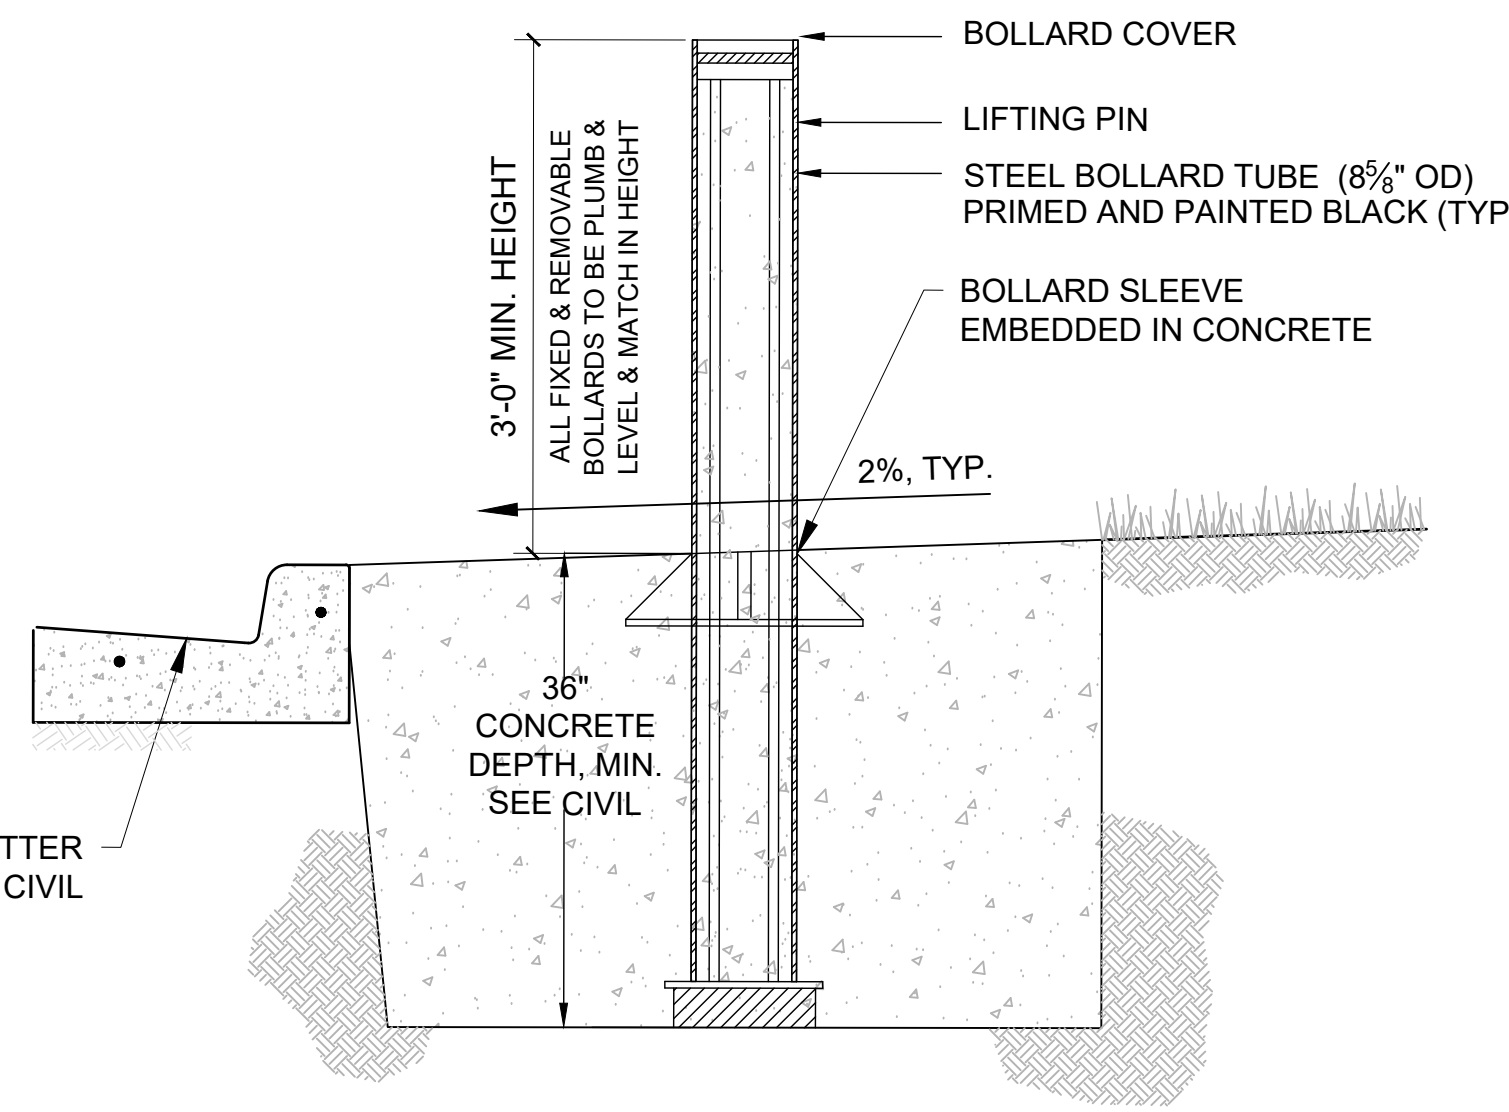 BOLLARD COVER
LIFTING PIN
STEEL BOLLARD TUBE (8⅝" OD)
PRIMED AND PAINTED BLACK (TYP
BOLLARD SLEEVE
EMBEDDED IN CONCRETE
3'-0" MIN. HEIGHT
ALL FIXED & REMOVABLE
BOLLARDS TO BE PLUMB &
LEVEL & MATCH IN HEIGHT
2%, TYP.
36"
CONCRETE
DEPTH, MIN.
SEE CIVIL
TTER
CIVIL